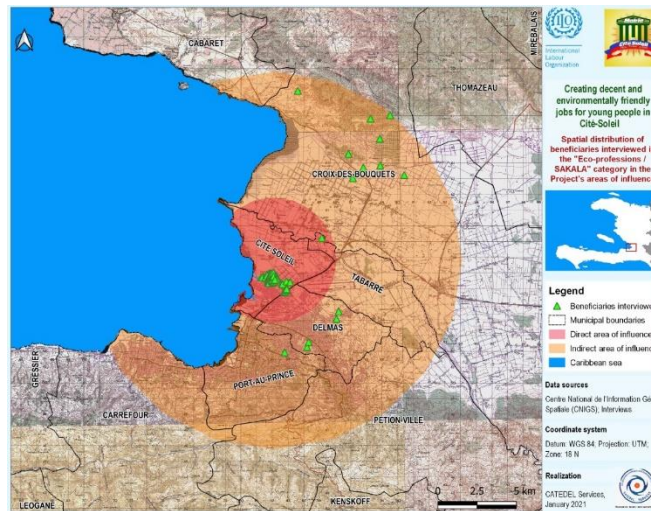 CABARET
MIREBALAIS
THOMAZEAU
CROIX-DES-BOUQUETS
CITE SOLEIL
TABARRE
DELMAS
PORT-AU-PRINCE
GRESSIER
CARREFOUR
PETION-VILLE
LEOGANE
KENSKOFF
0 2.5 5 km
International
Labour
Organization
Creating decent and
environmentally friendly
jobs for young people in
Cité-Soleil
Spatial distribution of
beneficiaries interviewed i
the "Eco-professions /
SAKALA" category in the
Project's areas of influenc
Legend
Beneficiaries interviewe
Municipal boundaries
Direct area of influence
Indirect area of influenc
Caribbean sea
Data sources
Centre National de l'Information Gé
Spatiale (CNIGS); Interviews
Coordinate system
Datum: WGS 84; Projection: UTM;
Zone: 18 N
Realization
CATEDEL Services,
January 2021